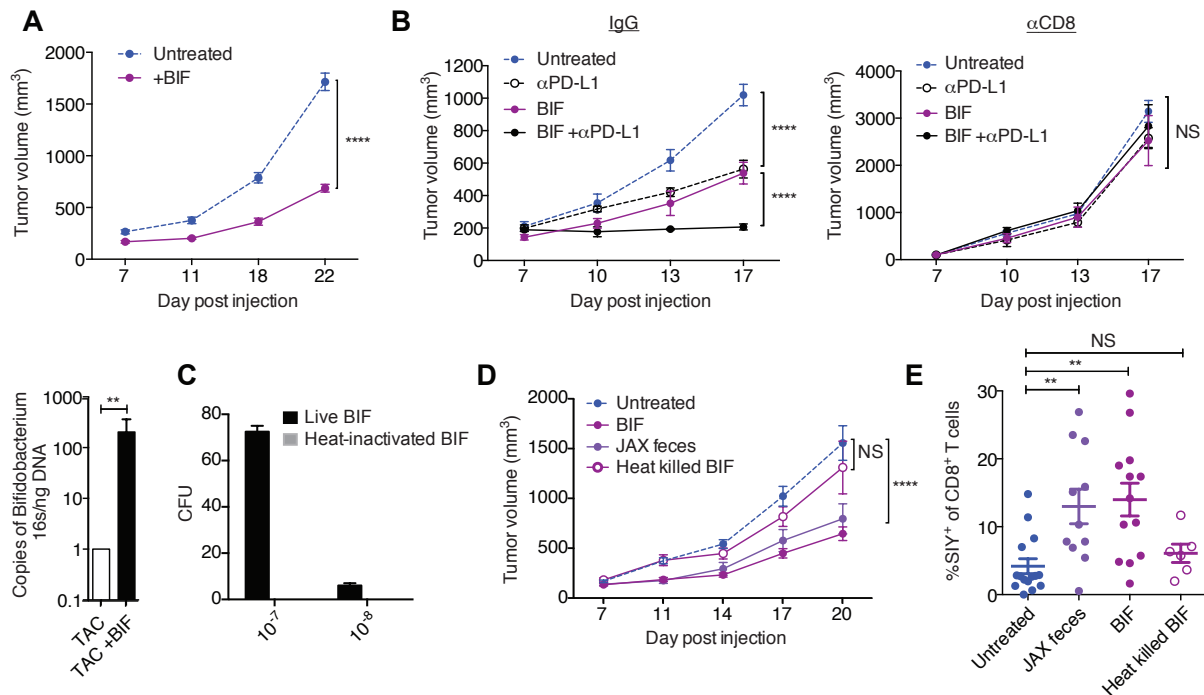 A
Untreated
+BIF
Tumor volume (mm³)
2000
1500
1000
500
0
7 11 18 22
Day post injection
****
B
IgG
Untreated
αPD-L1
BIF
BIF +αPD-L1
Tumor volume (mm³)
1200
1000
800
600
400
200
0
7 10 13 17
Day post injection
****
****
αCD8
Untreated
αPD-L1
BIF
BIF +αPD-L1
Tumor volume (mm³)
4000
3000
2000
1000
0
7 10 13 17
Day post injection
NS
Copies of Bifidobacterium
16s/ng DNA
1000
100
10
1
0.1
**
TAC
TAC +BIF
C
Live BIF
Heat-inactivated BIF
CFU
80
60
40
20
0
10⁻⁷ 10⁻⁸
D
Untreated
BIF
JAX feces
Heat killed BIF
Tumor volume (mm³)
2000
1500
1000
500
0
7 11 14 17 20
Day post injection
NS
****
E
NS
**
**
%SIY⁺ of CD8⁺ T cells
30
20
10
0
Untreated
JAX feces
BIF
Heat killed BIF